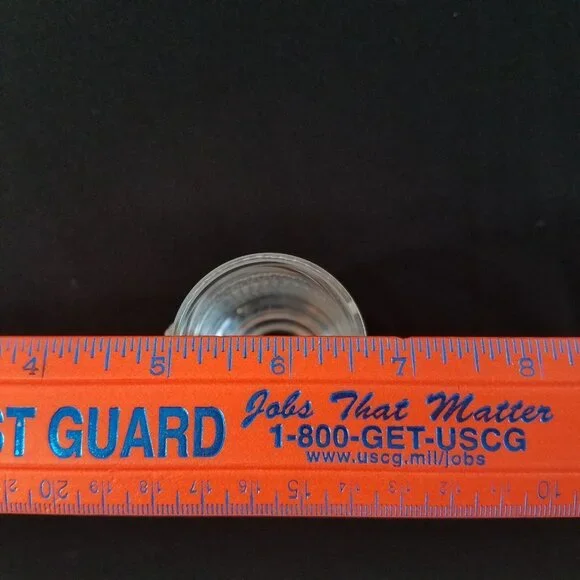 4 5 6 7 8
ST GUARD Jobs That Matter
1-800-GET-USCG
www.uscg.mil/jobs
20 19 18 17 16 15 14 13 12 11 10